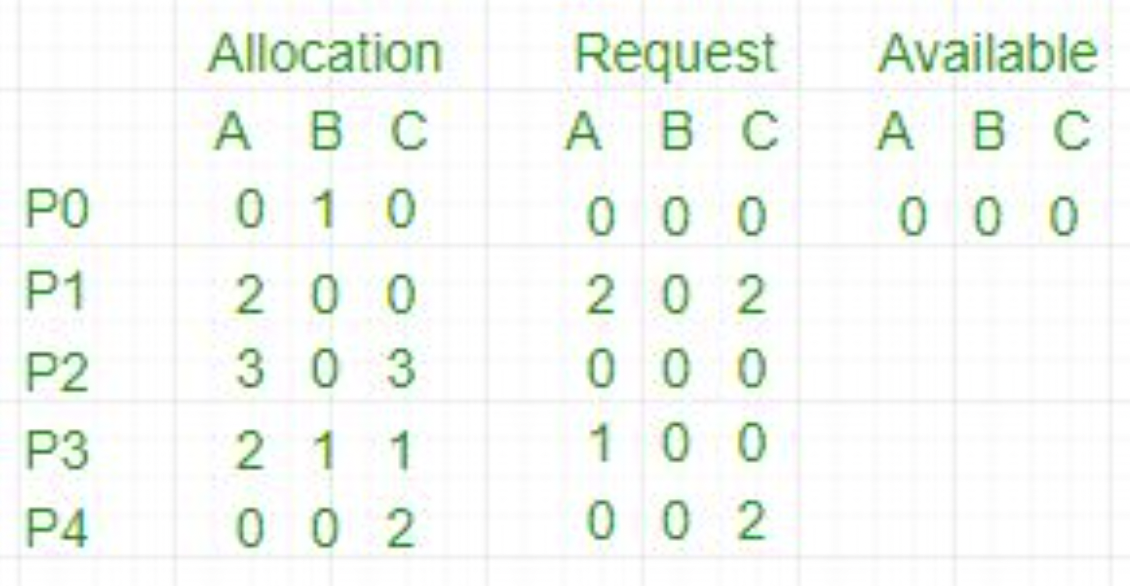 Allocation Request Available
A B C A B C A B C
P0 0 1 0 0 0 0 0 0 0
P1 2 0 0 2 0 2
P2 3 0 3 0 0 0
P3 2 1 1 1 0 0
P4 0 0 2 0 0 2